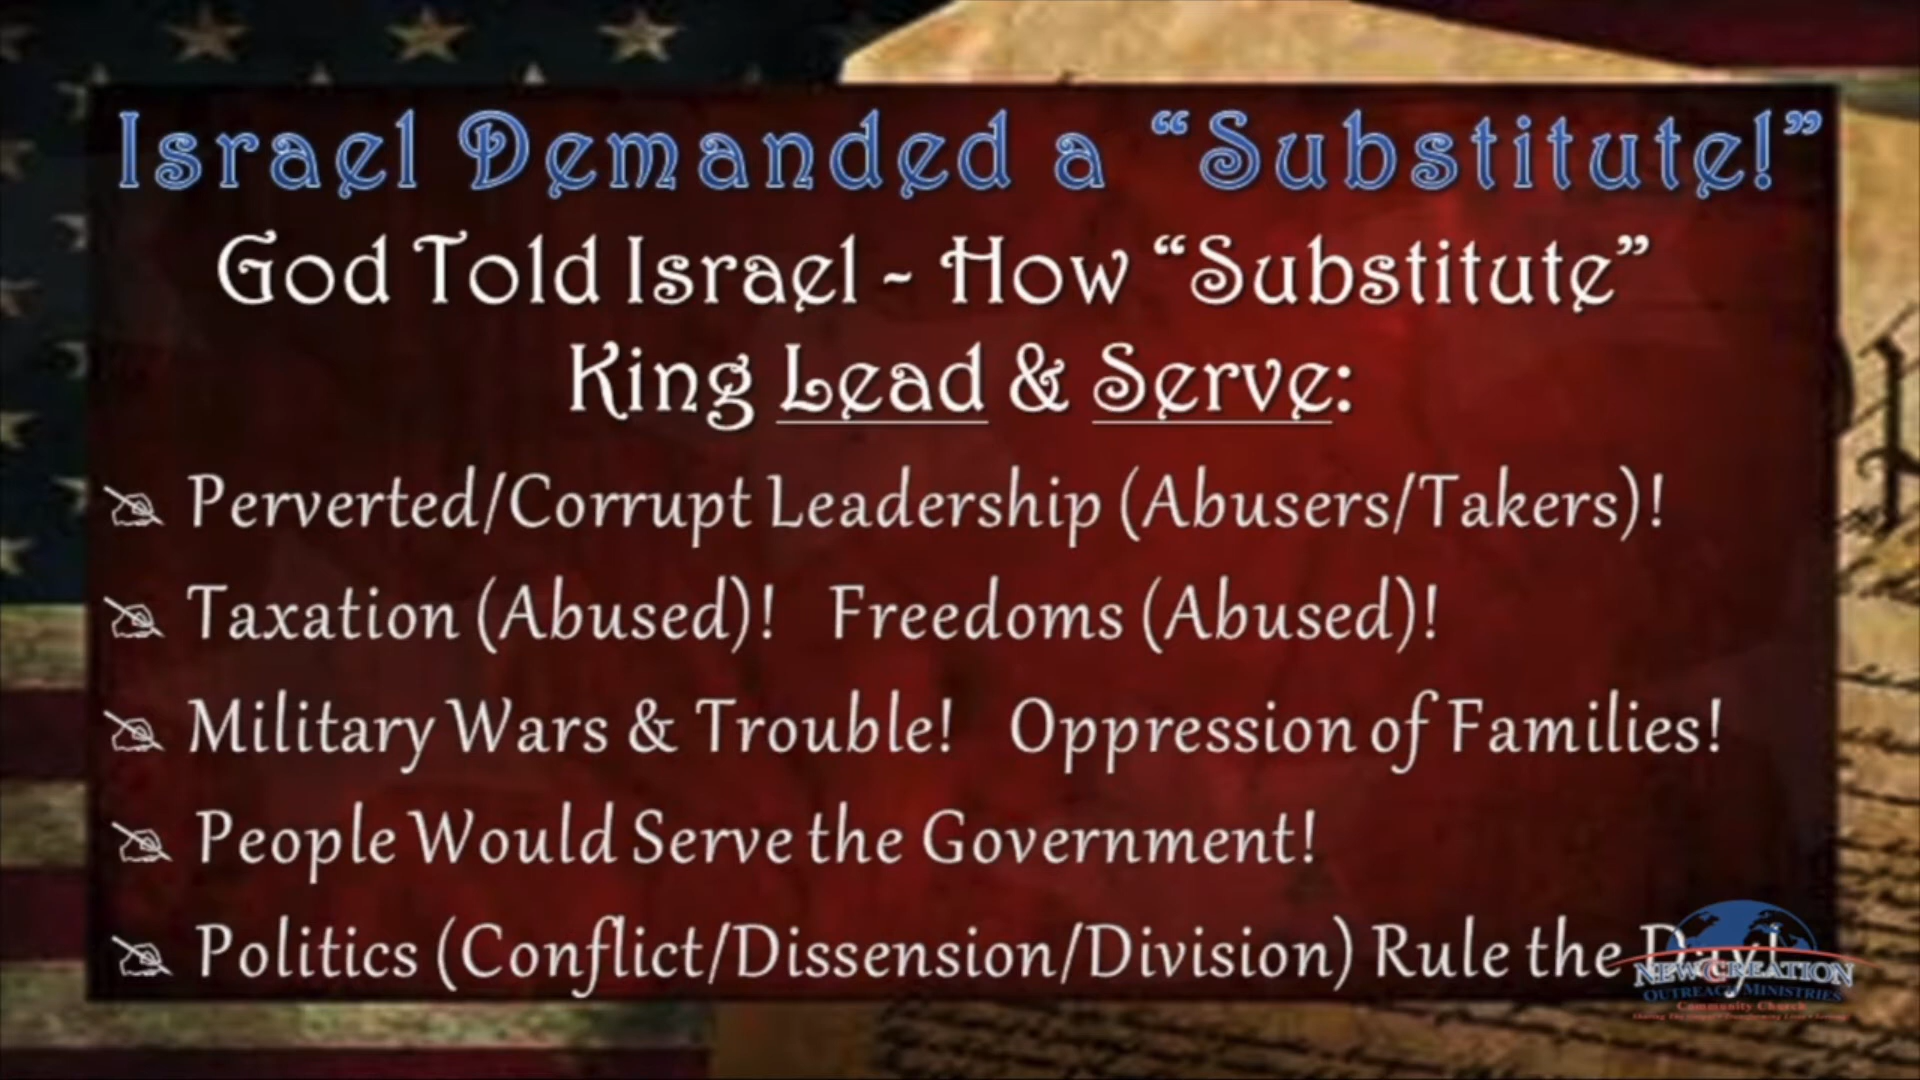 Israel Demanded a “Substitute!”
God Told Israel - How “Substitute”
King Lead & Serve:
Perverted/Corrupt Leadership (Abusers/Takers)!
Taxation (Abused)! Freedoms (Abused)!
Military Wars & Trouble! Oppression of Families!
People Would Serve the Government!
Politics (Conflict/Dissension/Division) Rule the Day!
NEW CREATION
OUTREACH MINISTRIES
Community Church